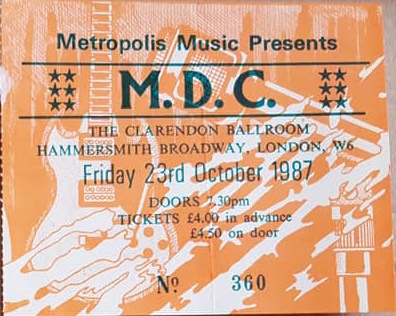 Metropolis Music Presents
M.D.C.
THE CLARENDON BALLROOM
HAMMERSMITH BROADWAY, LONDON, W6
Friday 23rd October 1987
DOORS 7.30pm
TICKETS £4.00 in advance
£4.50 on door
Nº 360